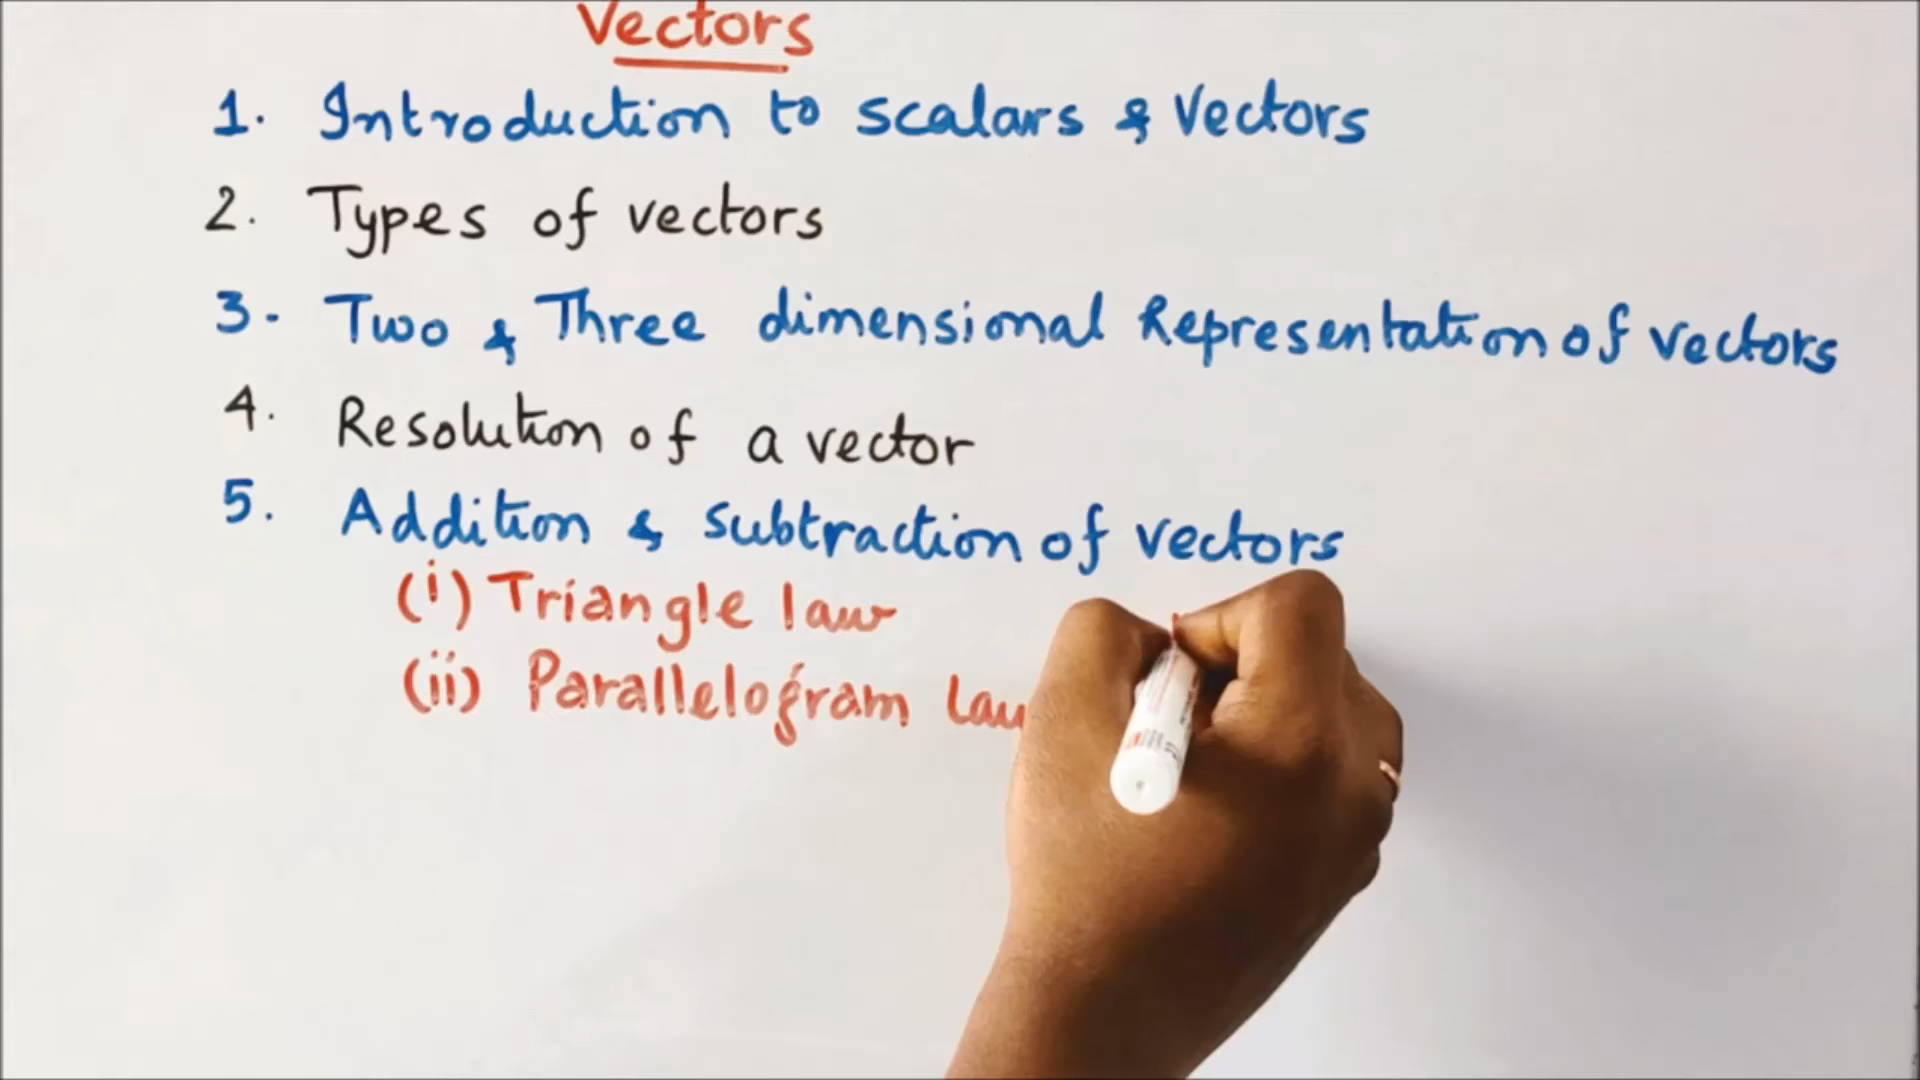 Vectors
1. Introduction to scalars & Vectors
2. Types of vectors
3. Two & Three dimensional Representation of vectors
4. Resolution of a vector
5. Addition & Subtraction of vectors
(i) Triangle law
(ii) Parallelogram law